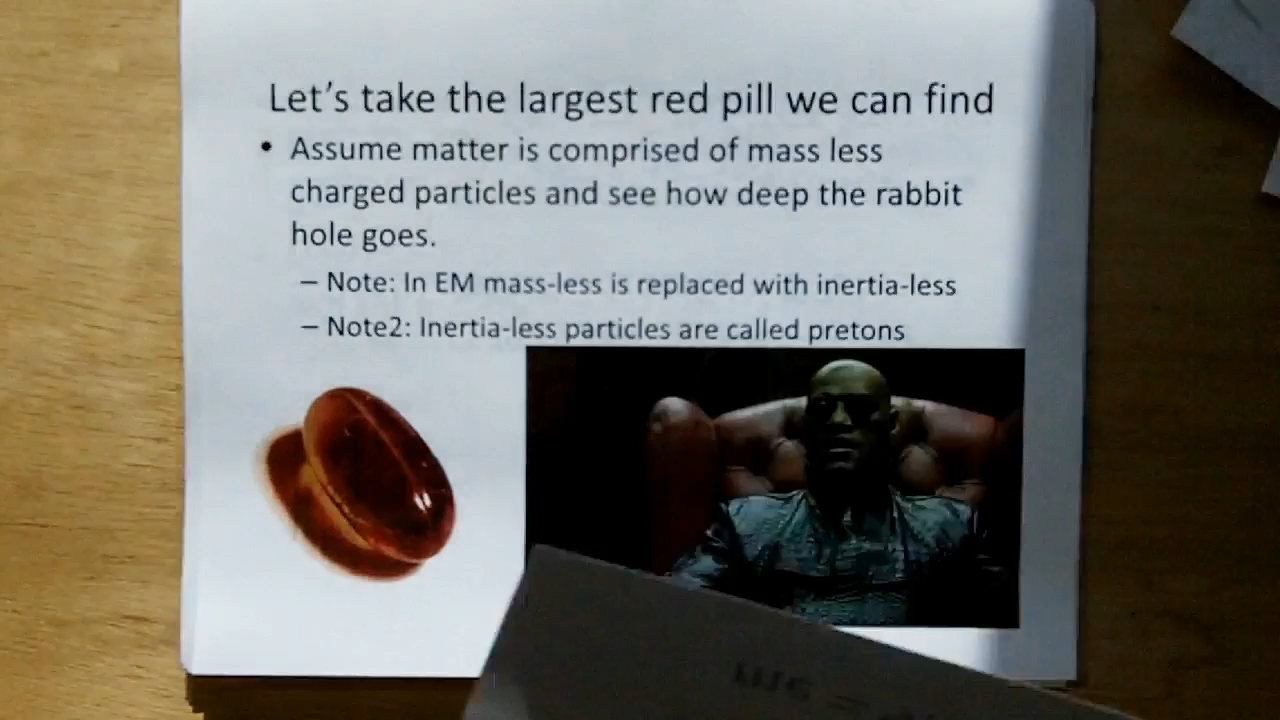 Let's take the largest red pill we can find
• Assume matter is comprised of mass less
charged particles and see how deep the rabbit
hole goes.
– Note: In EM mass-less is replaced with inertia-less
– Note2: Inertia-less particles are called pretons